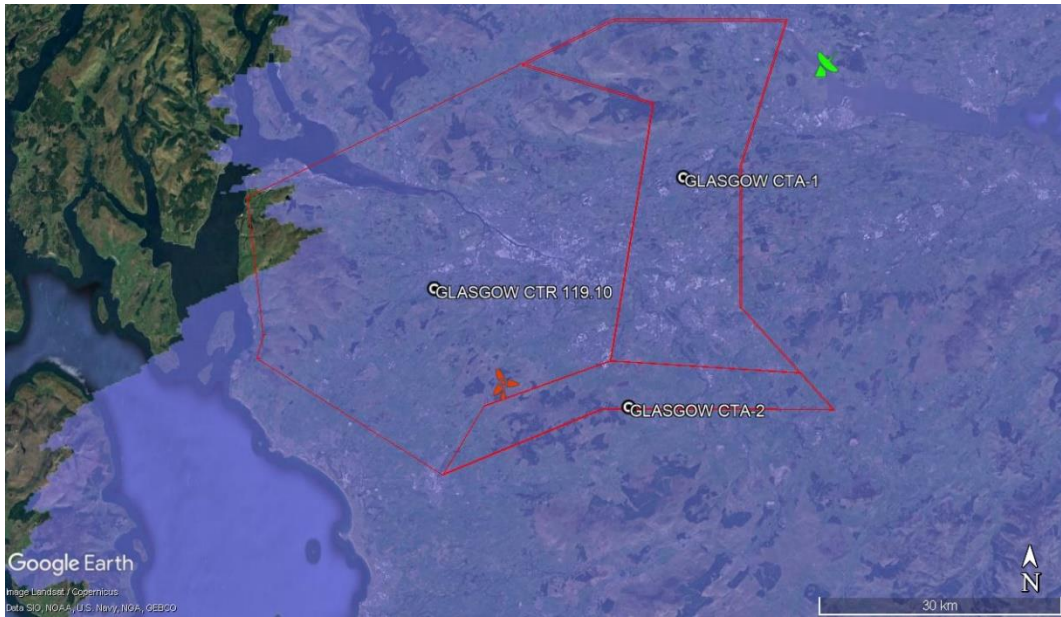 GLASGOW CTA-1
GLASGOW CTR 119.10
GLASGOW CTA-2
Google Earth
Image Landsat / Copernicus
Data SIO, NOAA, U.S. Navy, NGA, GEBCO
N
30 km